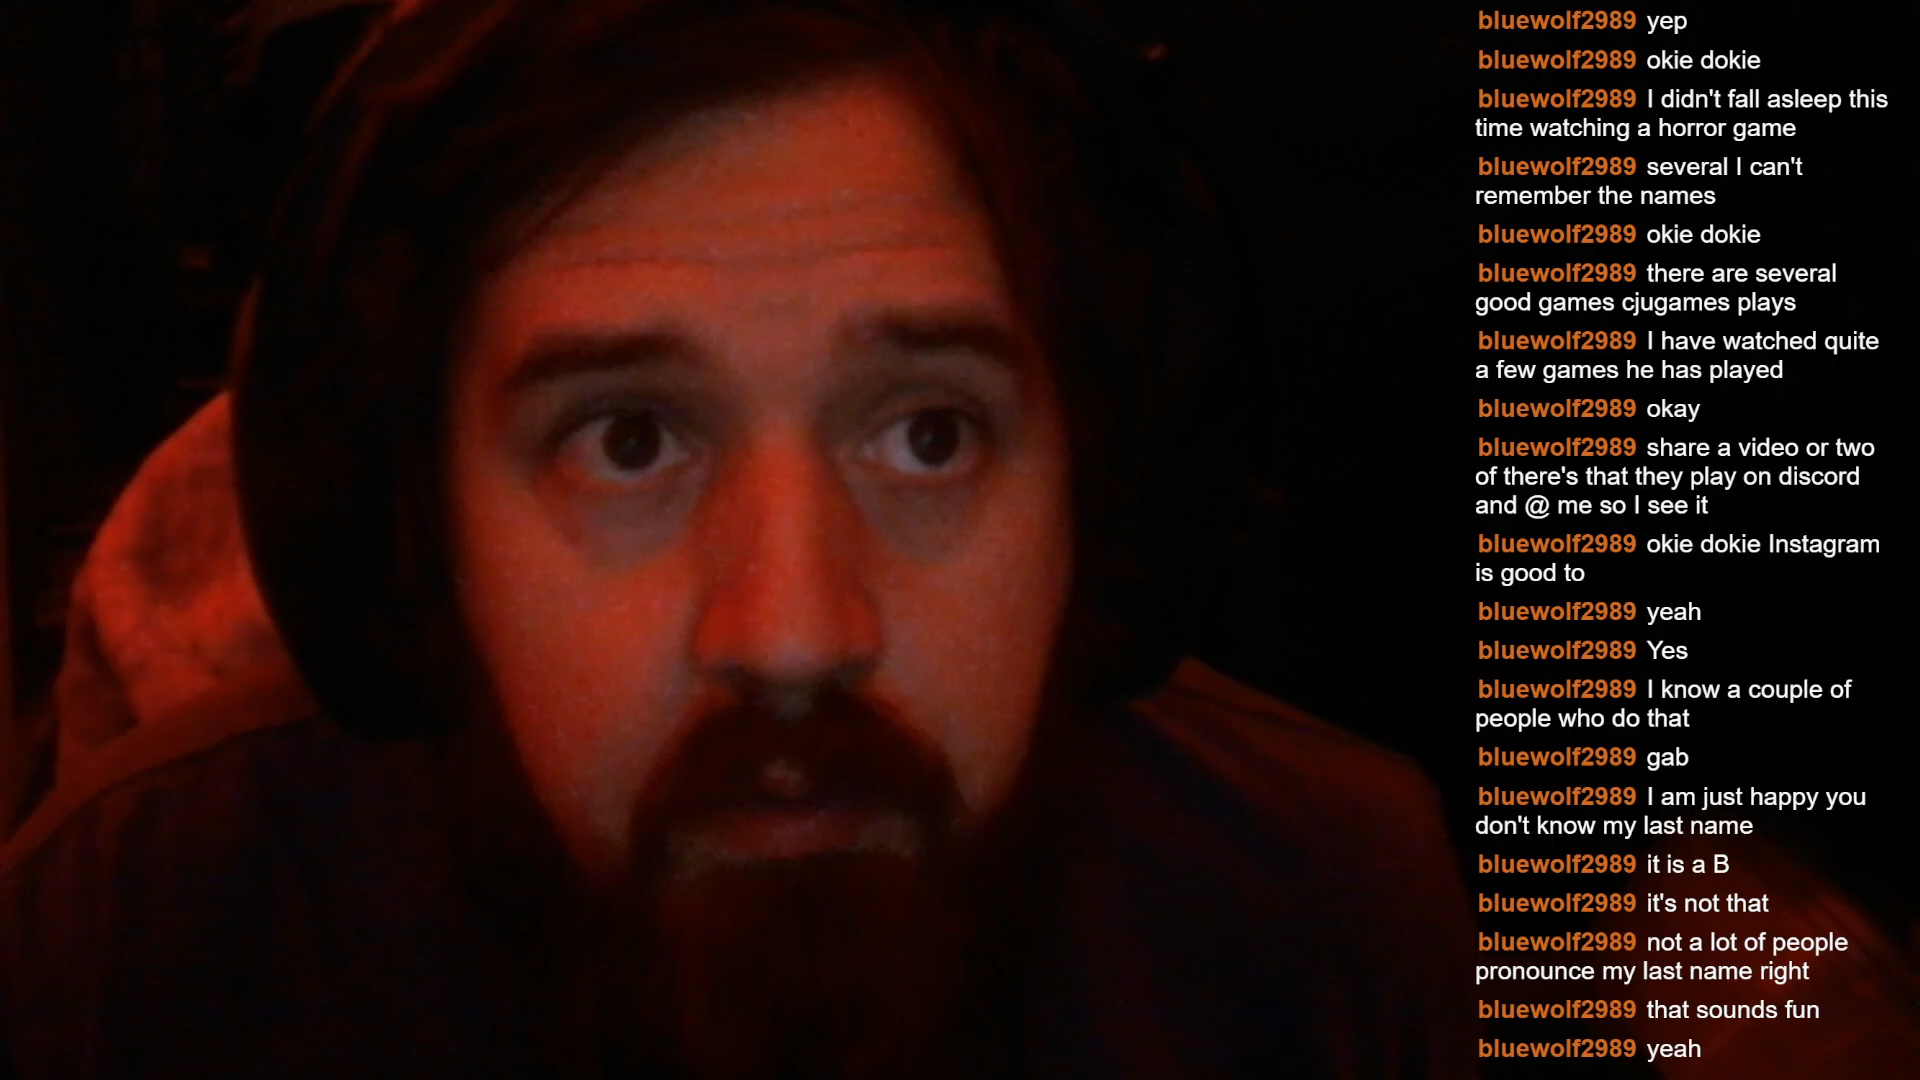 bluewolf2989 yep
bluewolf2989 okie dokie
bluewolf2989 I didn't fall asleep this
time watching a horror game
bluewolf2989 several I can't
remember the names
bluewolf2989 okie dokie
bluewolf2989 there are several
good games cjugames plays
bluewolf2989 I have watched quite
a few games he has played
bluewolf2989 okay
bluewolf2989 share a video or two
of there's that they play on discord
and @ me so I see it
bluewolf2989 okie dokie Instagram
is good to
bluewolf2989 yeah
bluewolf2989 Yes
bluewolf2989 I know a couple of
people who do that
bluewolf2989 gab
bluewolf2989 I am just happy you
don't know my last name
bluewolf2989 it is a B
bluewolf2989 it's not that
bluewolf2989 not a lot of people
pronounce my last name right
bluewolf2989 that sounds fun
bluewolf2989 yeah